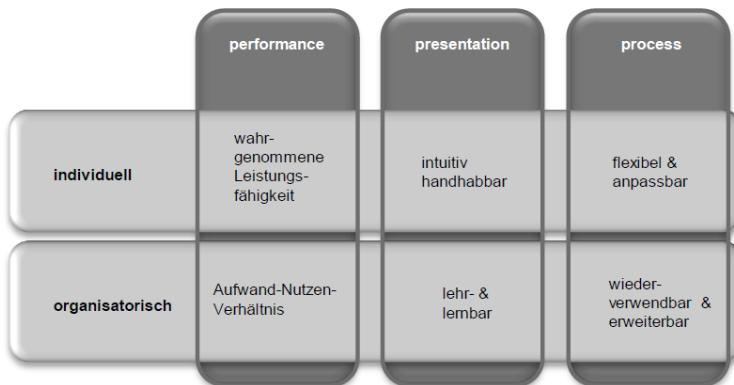 performance
presentation
process
individuell
wahr-
genommene
Leistungs-
fähigkeit
intuitiv
handhabbar
flexibel &
anpassbar
organisatorisch
Aufwand-Nutzen-
Verhältnis
lehr- &
lernbar
wieder-
verwendbar &
erweiterbar